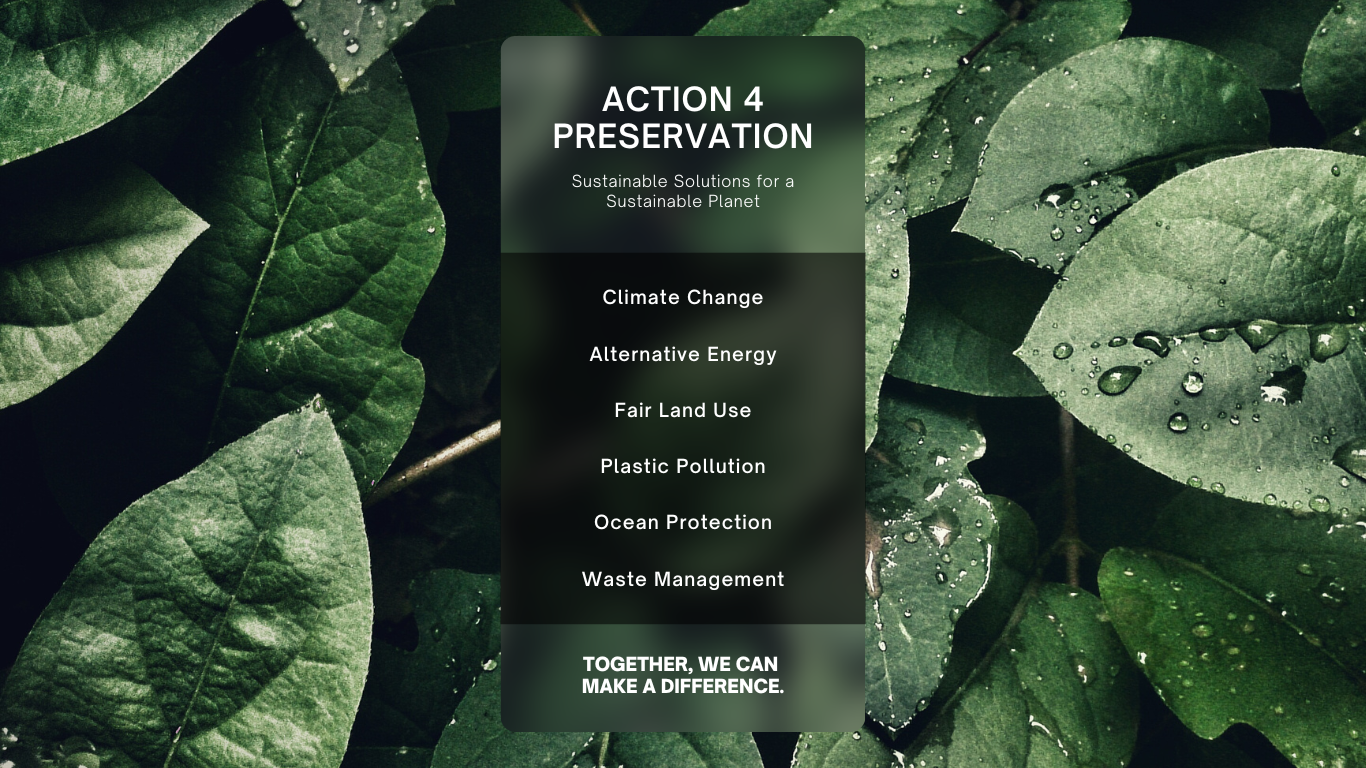 ACTION 4
PRESERVATION
Sustainable Solutions for a
Sustainable Planet
Climate Change
Alternative Energy
Fair Land Use
Plastic Pollution
Ocean Protection
Waste Management
TOGETHER, WE CAN
MAKE A DIFFERENCE.